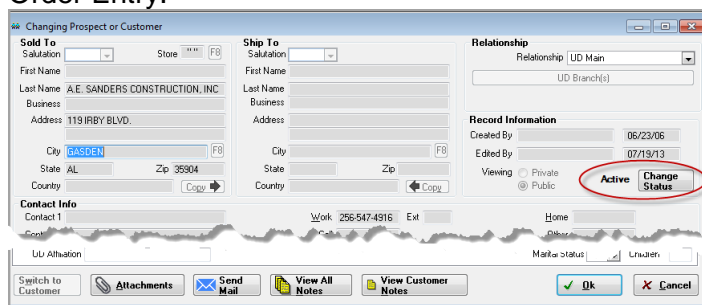 Order Entry.
Changing Prospect or Customer
Sold To
Salutation Store "" F8
First Name
Last Name A.E. SANDERS CONSTRUCTION, INC
Business
Address 119 IRBY BLVD.
City GASDEN F8
State AL Zip 35904
Country Copy
Ship To
Salutation
First Name
Last Name
Business
Address
City F8
State Zip
Country Copy
Relationship
Relationship UD Main
UD Branch(s)
Record Information
Created By 06/23/06
Edited By 07/19/13
Viewing Private
Public
Active Change Status
Contact Info
Contact 1 Work 256-547-4916 Ext Home
UD Affiliation Marital Status Children
Switch to Customer
Attachments
Send Mail
View All Notes
View Customer Notes
Ok
Cancel